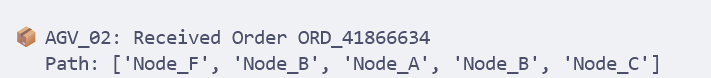 📦 AGV_02: Received Order ORD_41866634
Path: ['Node_F', 'Node_B', 'Node_A', 'Node_B', 'Node_C']